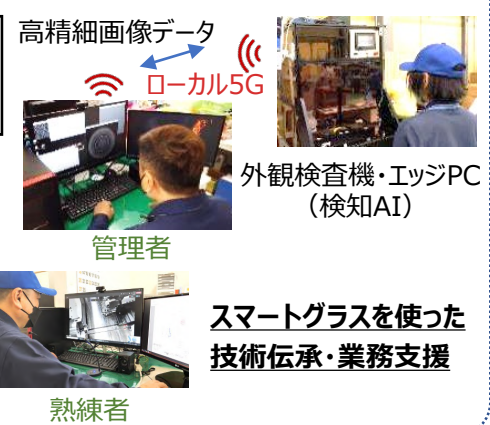 高精細画像データ
ローカル5G
外観検査機・エッジPC
（検知AI）
管理者
スマートグラスを使った
技術伝承・業務支援
熟練者